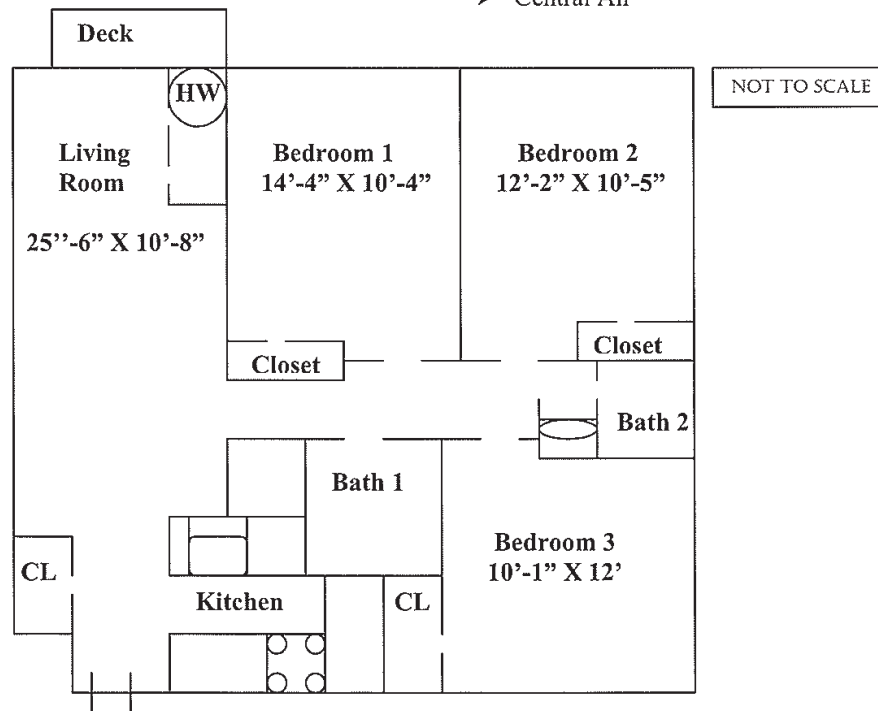 Central Air
Deck
NOT TO SCALE
HW
Living
Room
25’’-6” X 10’-8”
Bedroom 1
14’-4” X 10’-4”
Bedroom 2
12’-2” X 10’-5”
Closet
Closet
Bath 2
Bath 1
Bedroom 3
10’-1” X 12’
CL
Kitchen
CL